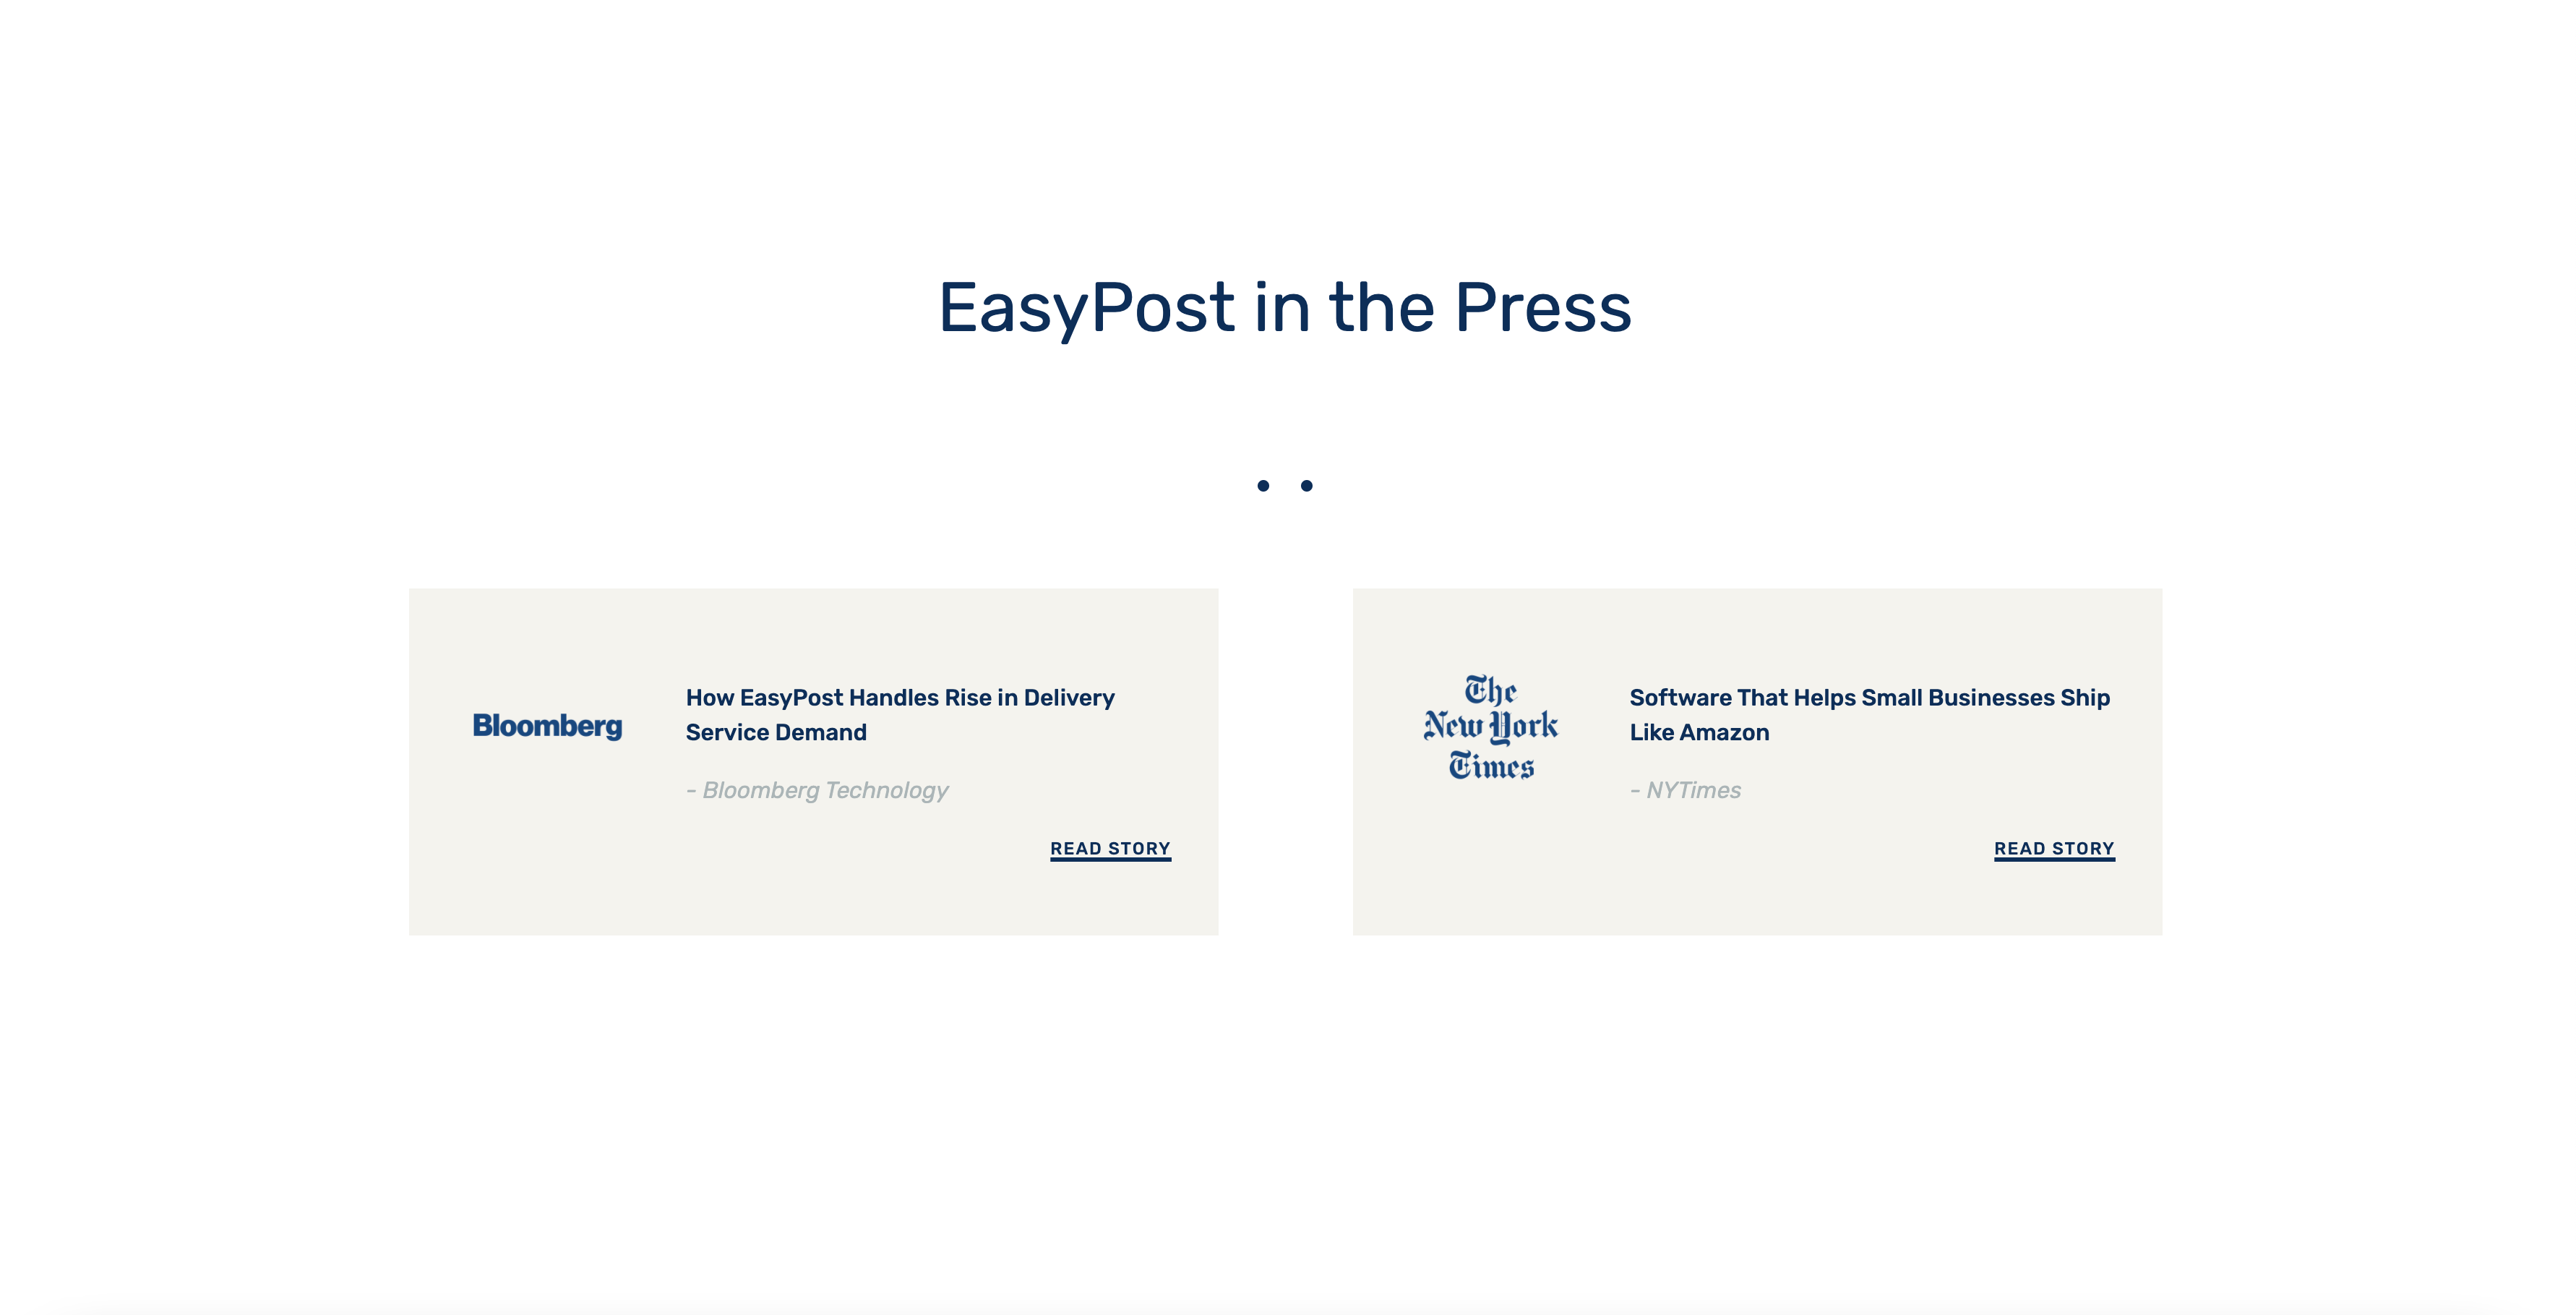 EasyPost in the Press
Bloomberg
How EasyPost Handles Rise in Delivery
Service Demand
- Bloomberg Technology
READ STORY
The
New York
Times
Software That Helps Small Businesses Ship
Like Amazon
- NYTimes
READ STORY